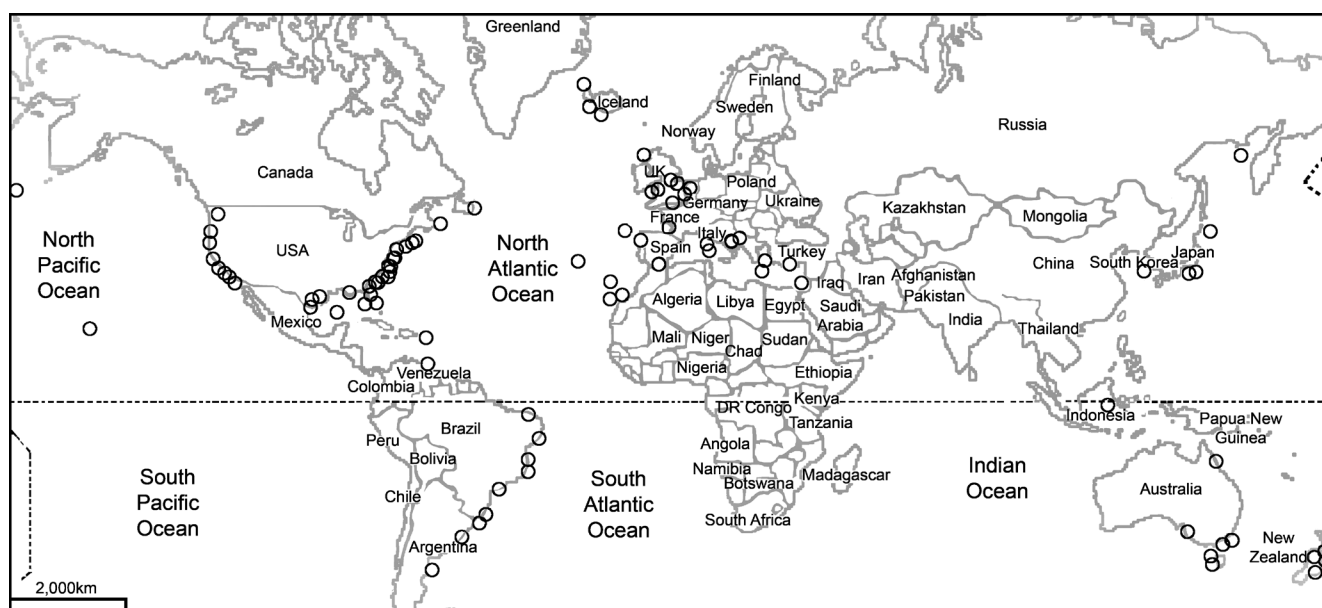 Greenland
Finland
Iceland
Sweden
Norway
Russia
Canada
UK
Poland
Germany
Ukraine
Kazakhstan
Mongolia
France
North
Pacific
Ocean
USA
North
Atlantic
Ocean
Italy
Spain
Turkey
China
South Korea
Japan
Iraq
Iran
Afghanistan
Pakistan
Algeria
Libya
Egypt
Saudi
Arabia
India
Mexico
Mali
Niger
Chad
Sudan
Thailand
Nigeria
Ethiopia
Venezuela
Colombia
Kenya
DR Congo
Tanzania
Indonesia
Papua New
Guinea
Peru
Brazil
Bolivia
Angola
Namibia
Botswana
Madagascar
South
Pacific
Ocean
Chile
South
Atlantic
Ocean
Indian
Ocean
Australia
South Africa
Argentina
New
Zealand
2,000km